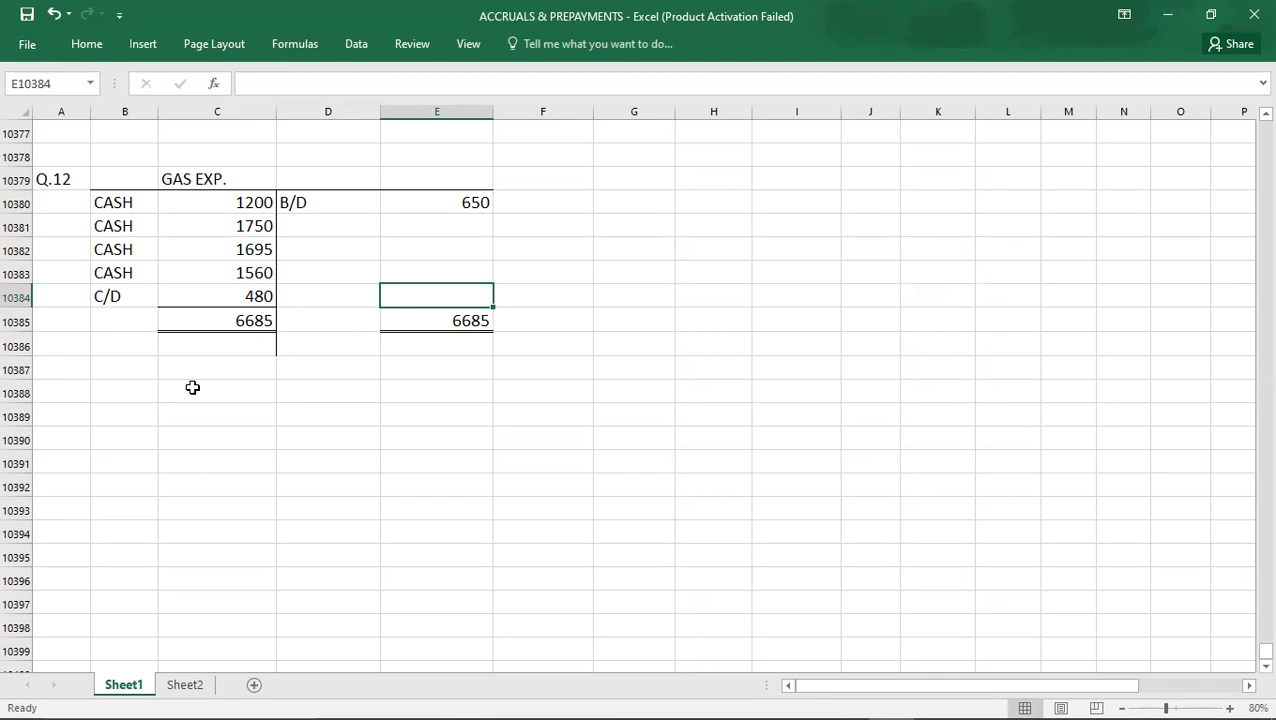 ACCRUALS & PREPAYMENTS - Excel (Product Activation Failed)
File Home Insert Page Layout Formulas Data Review View Tell me what you want to do... Share
E10384 fx
A B C D E F G H I J K L M N O P
10377
10378
10379 Q.12 GAS EXP.
10380 CASH 1200 B/D 650
10381 CASH 1750
10382 CASH 1695
10383 CASH 1560
10384 C/D 480
10385 6685 6685
10386
10387
10388
10389
10390
10391
10392
10393
10394
10395
10396
10397
10398
10399
Sheet1 Sheet2
Ready 80%